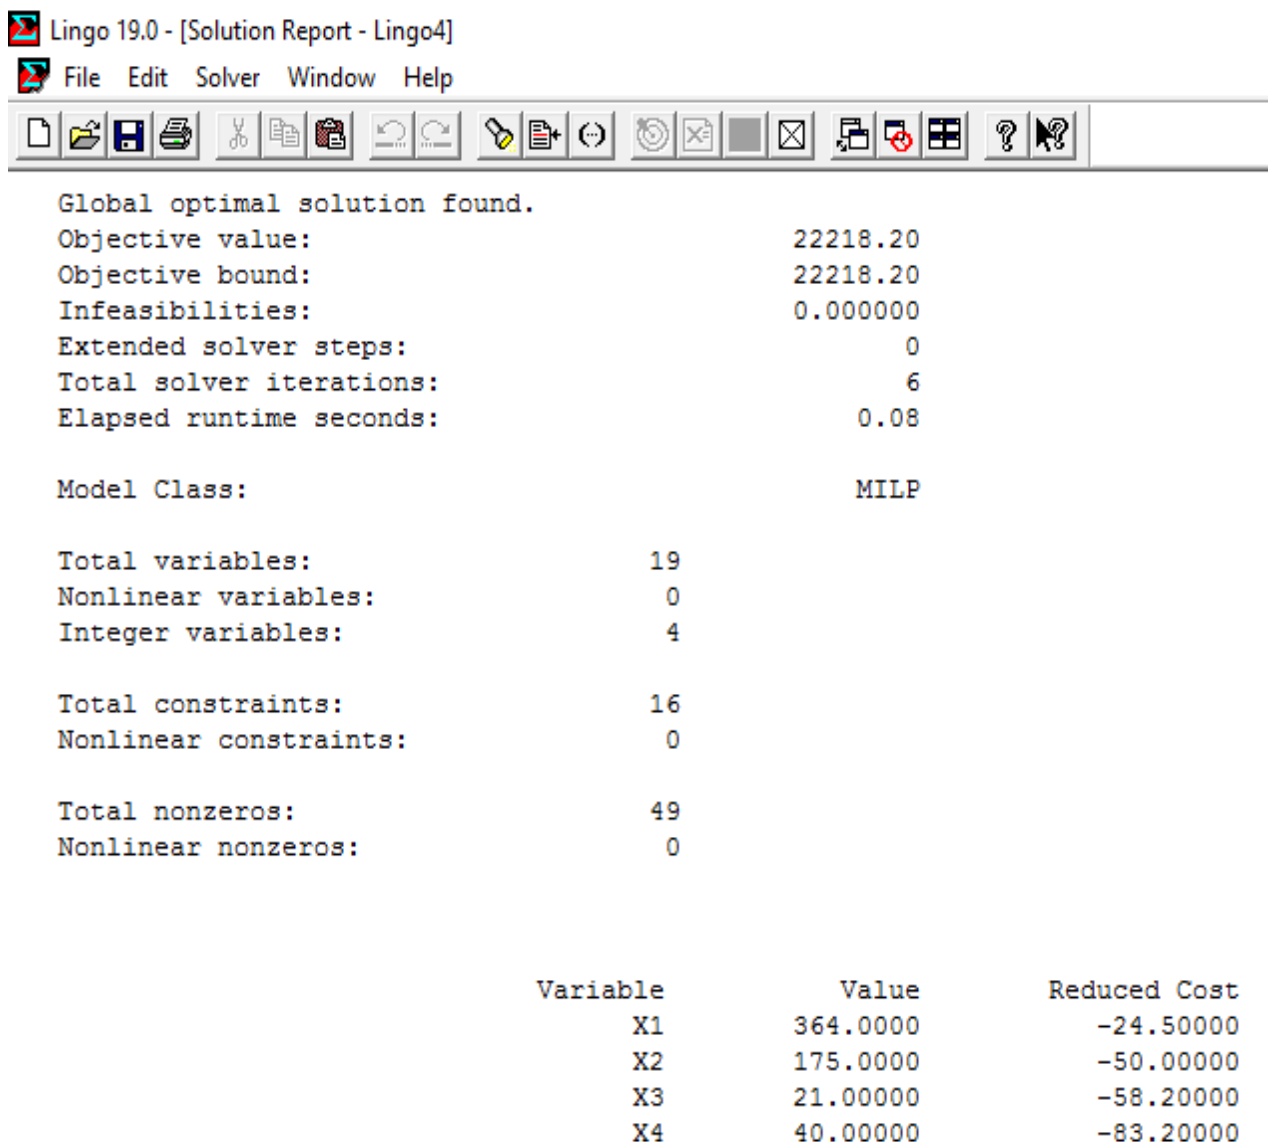 Lingo 19.0 - [Solution Report - Lingo4]
File Edit Solver Window Help
Global optimal solution found.
Objective value: 22218.20
Objective bound: 22218.20
Infeasibilities: 0.000000
Extended solver steps: 0
Total solver iterations: 6
Elapsed runtime seconds: 0.08
Model Class: MILP
Total variables: 19
Nonlinear variables: 0
Integer variables: 4
Total constraints: 16
Nonlinear constraints: 0
Total nonzeros: 49
Nonlinear nonzeros: 0
Variable Value Reduced Cost
X1 364.0000 -24.50000
X2 175.0000 -50.00000
X3 21.00000 -58.20000
X4 40.00000 -83.20000